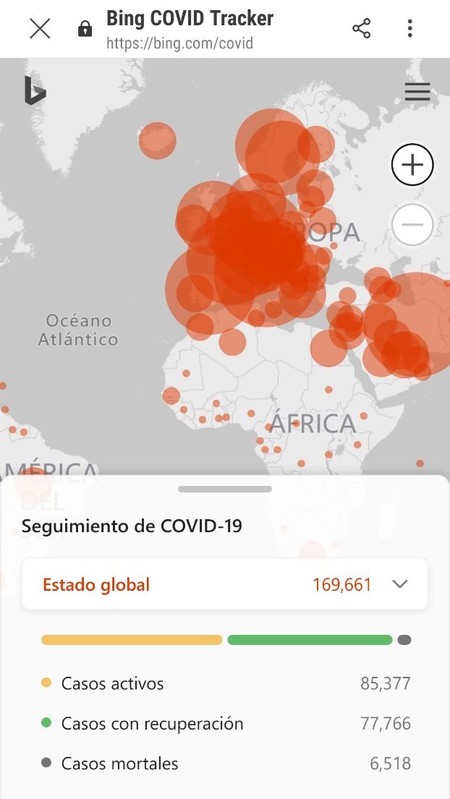 Bing COVID Tracker
https://bing.com/covid
EUROPA
Océano
Atlántico
ÁFRICA
AMÉRICA
DEL
Seguimiento de COVID-19
Estado global 169,661
Casos activos 85,377
Casos con recuperación 77,766
Casos mortales 6,518